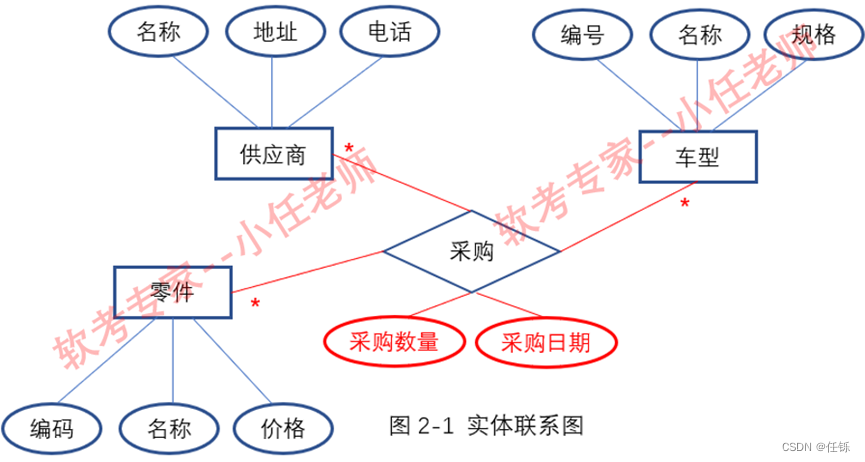 名称 地址 电话 编号 名称 规格
供应商 * 车型 *
采购
零件 *
采购数量 采购日期
编码 名称 价格
图 2-1 实体联系图
软考专家--小任老师
软考专家--小任老师
CSDN @任铄